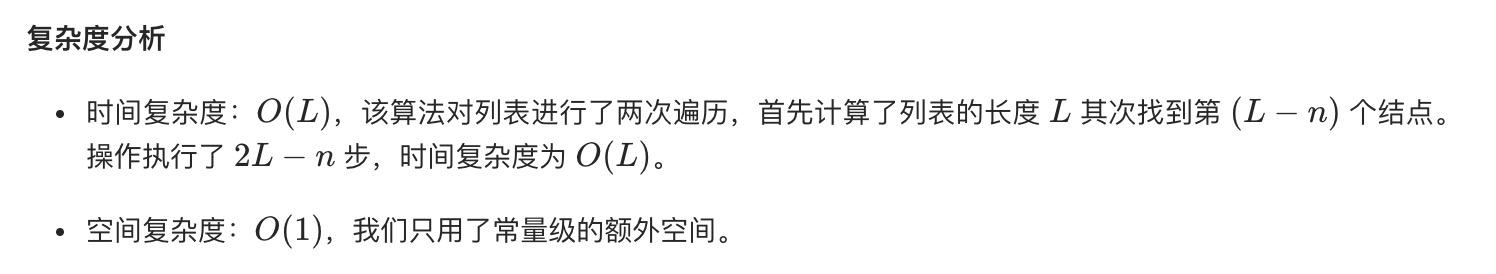 复杂度分析
• 时间复杂度：O(L)，该算法对列表进行了两次遍历，首先计算了列表的长度 L 其次找到第 (L − n) 个结点。
操作执行了 2L − n 步，时间复杂度为 O(L)。
• 空间复杂度：O(1)，我们只用了常量级的额外空间。